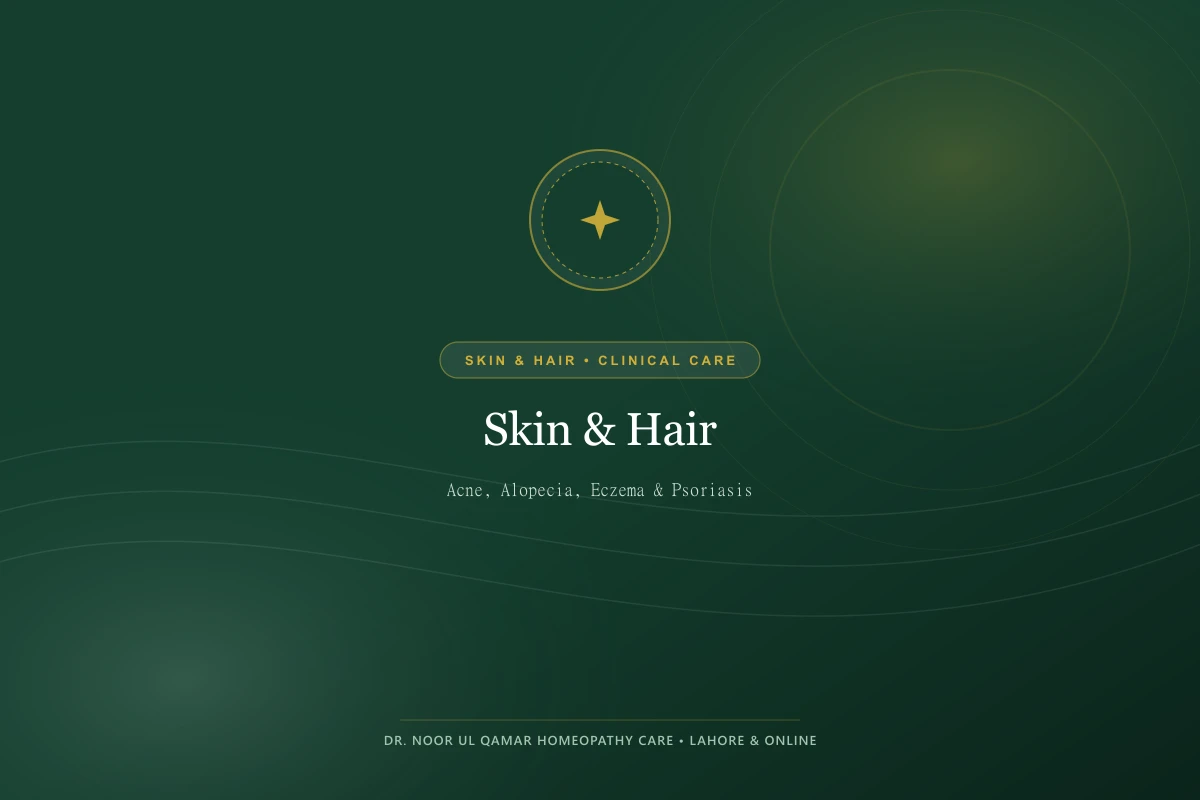 SKIN & HAIR • CLINICAL CARE
Skin & Hair
Acne, Alopecia, Eczema & Psoriasis
DR. NOOR UL QAMAR HOMEOPATHY CARE • LAHORE & ONLINE